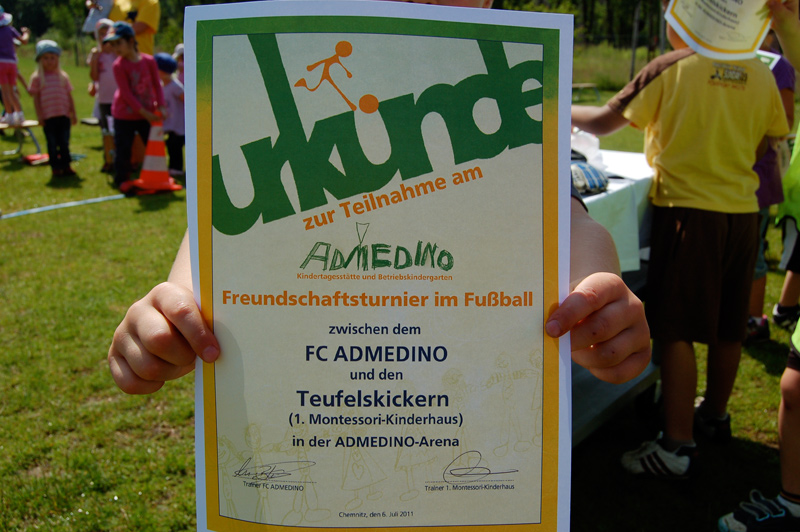 urkunde
zur Teilnahme am
ADMEDINO
Kindertagesstätte und Betriebskindergarten
Freundschaftsturnier im Fußball
zwischen dem
FC ADMEDINO
und den
Teufelskickern
(1. Montessori-Kinderhaus)
in der ADMEDINO-Arena
Trainer FC ADMEDINO
Trainer 1. Montessori-Kinderhaus
Chemnitz, den 6. Juli 2011